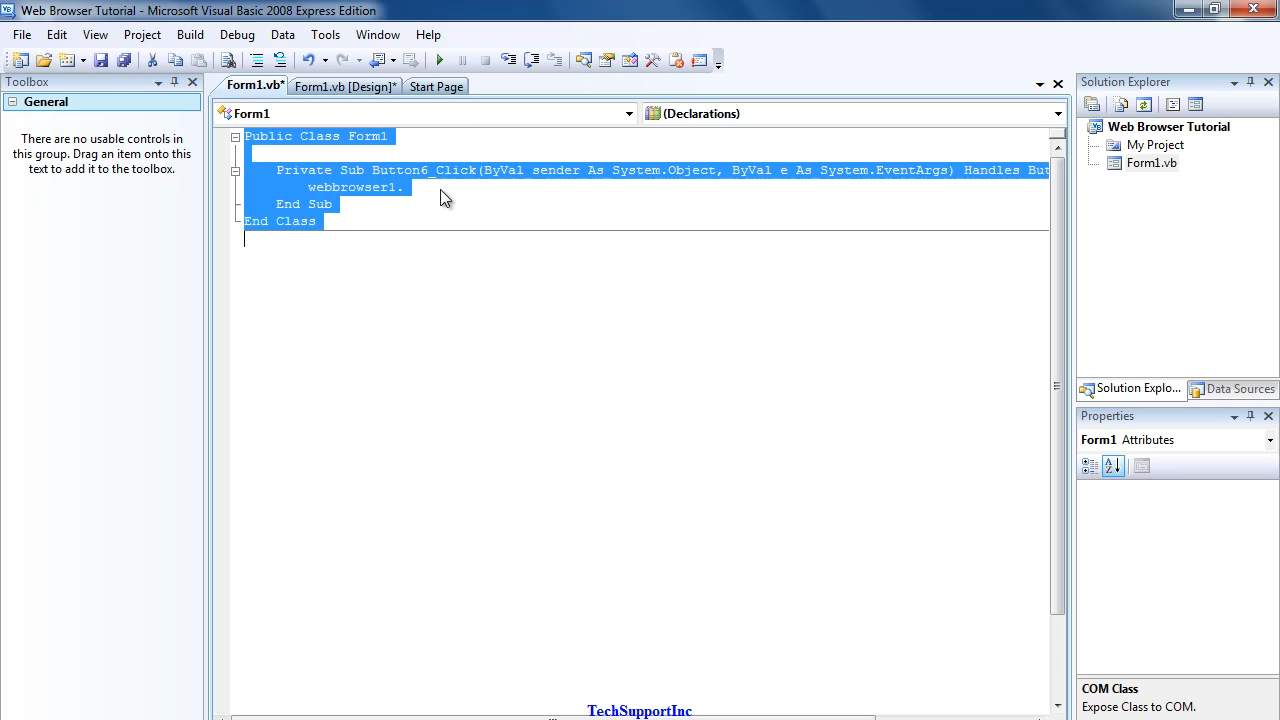 Web Browser Tutorial - Microsoft Visual Basic 2008 Express Edition
File Edit View Project Build Debug Data Tools Window Help
Toolbox
General
There are no usable controls in
this group. Drag an item onto this
text to add it to the toolbox.
Form1.vb* Form1.vb [Design]* Start Page
Form1 (Declarations)
Public Class Form1
Private Sub Button6_Click(ByVal sender As System.Object, ByVal e As System.EventArgs) Handles But
webbrowser1.
End Sub
End Class
Solution Explorer
Web Browser Tutorial
My Project
Form1.vb
Solution Explo... Data Sources
Properties
Form1 Attributes
COM Class
Expose Class to COM.
TechSupportInc